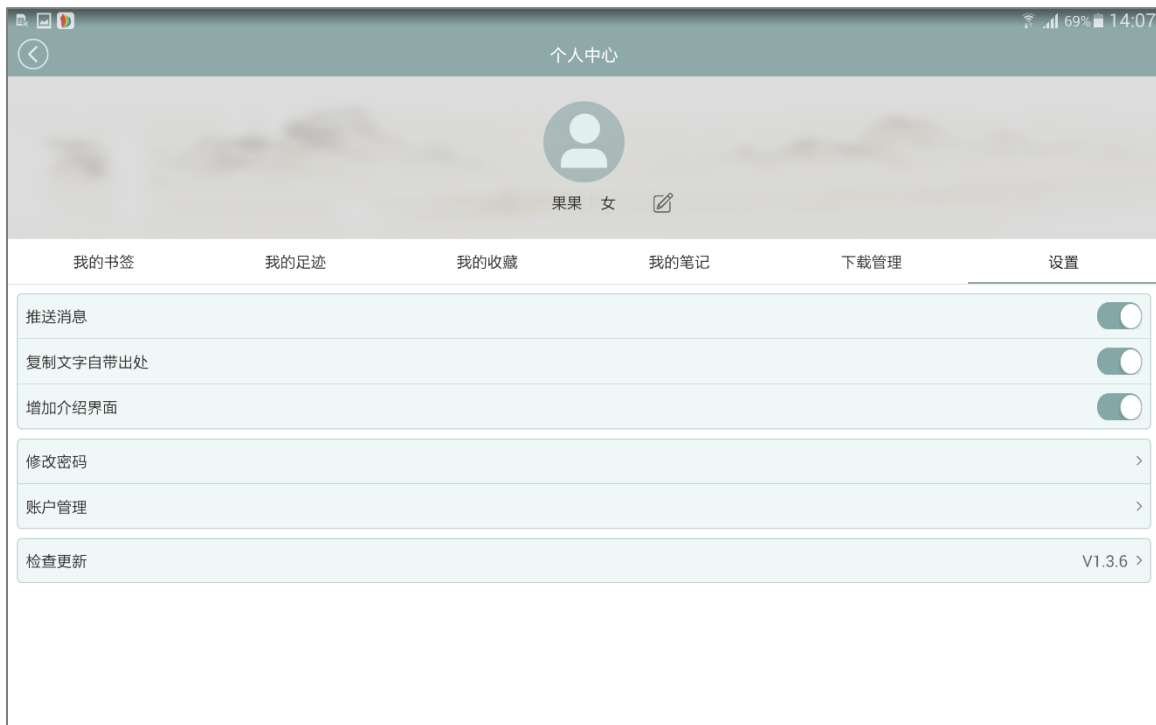 69% 14:07
个人中心
果果 女
我的书签 我的足迹 我的收藏 我的笔记 下载管理 设置
推送消息
复制文字自带出处
增加介绍界面
修改密码
账户管理
检查更新 V1.3.6